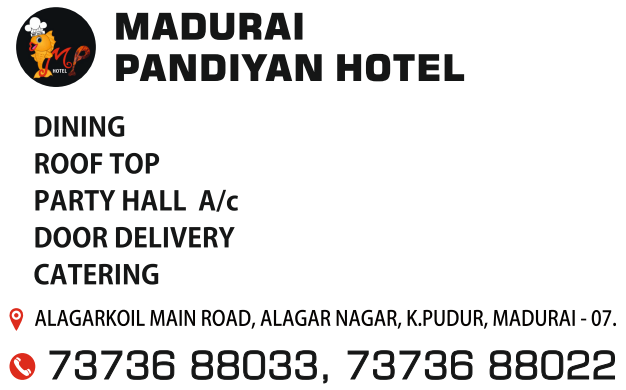 MP
HOTEL
MADURAI
PANDIYAN HOTEL
DINING
ROOF TOP
PARTY HALL A/c
DOOR DELIVERY
CATERING
ALAGARKOIL MAIN ROAD, ALAGAR NAGAR, K.PUDUR, MADURAI - 07.
73736 88033, 73736 88022